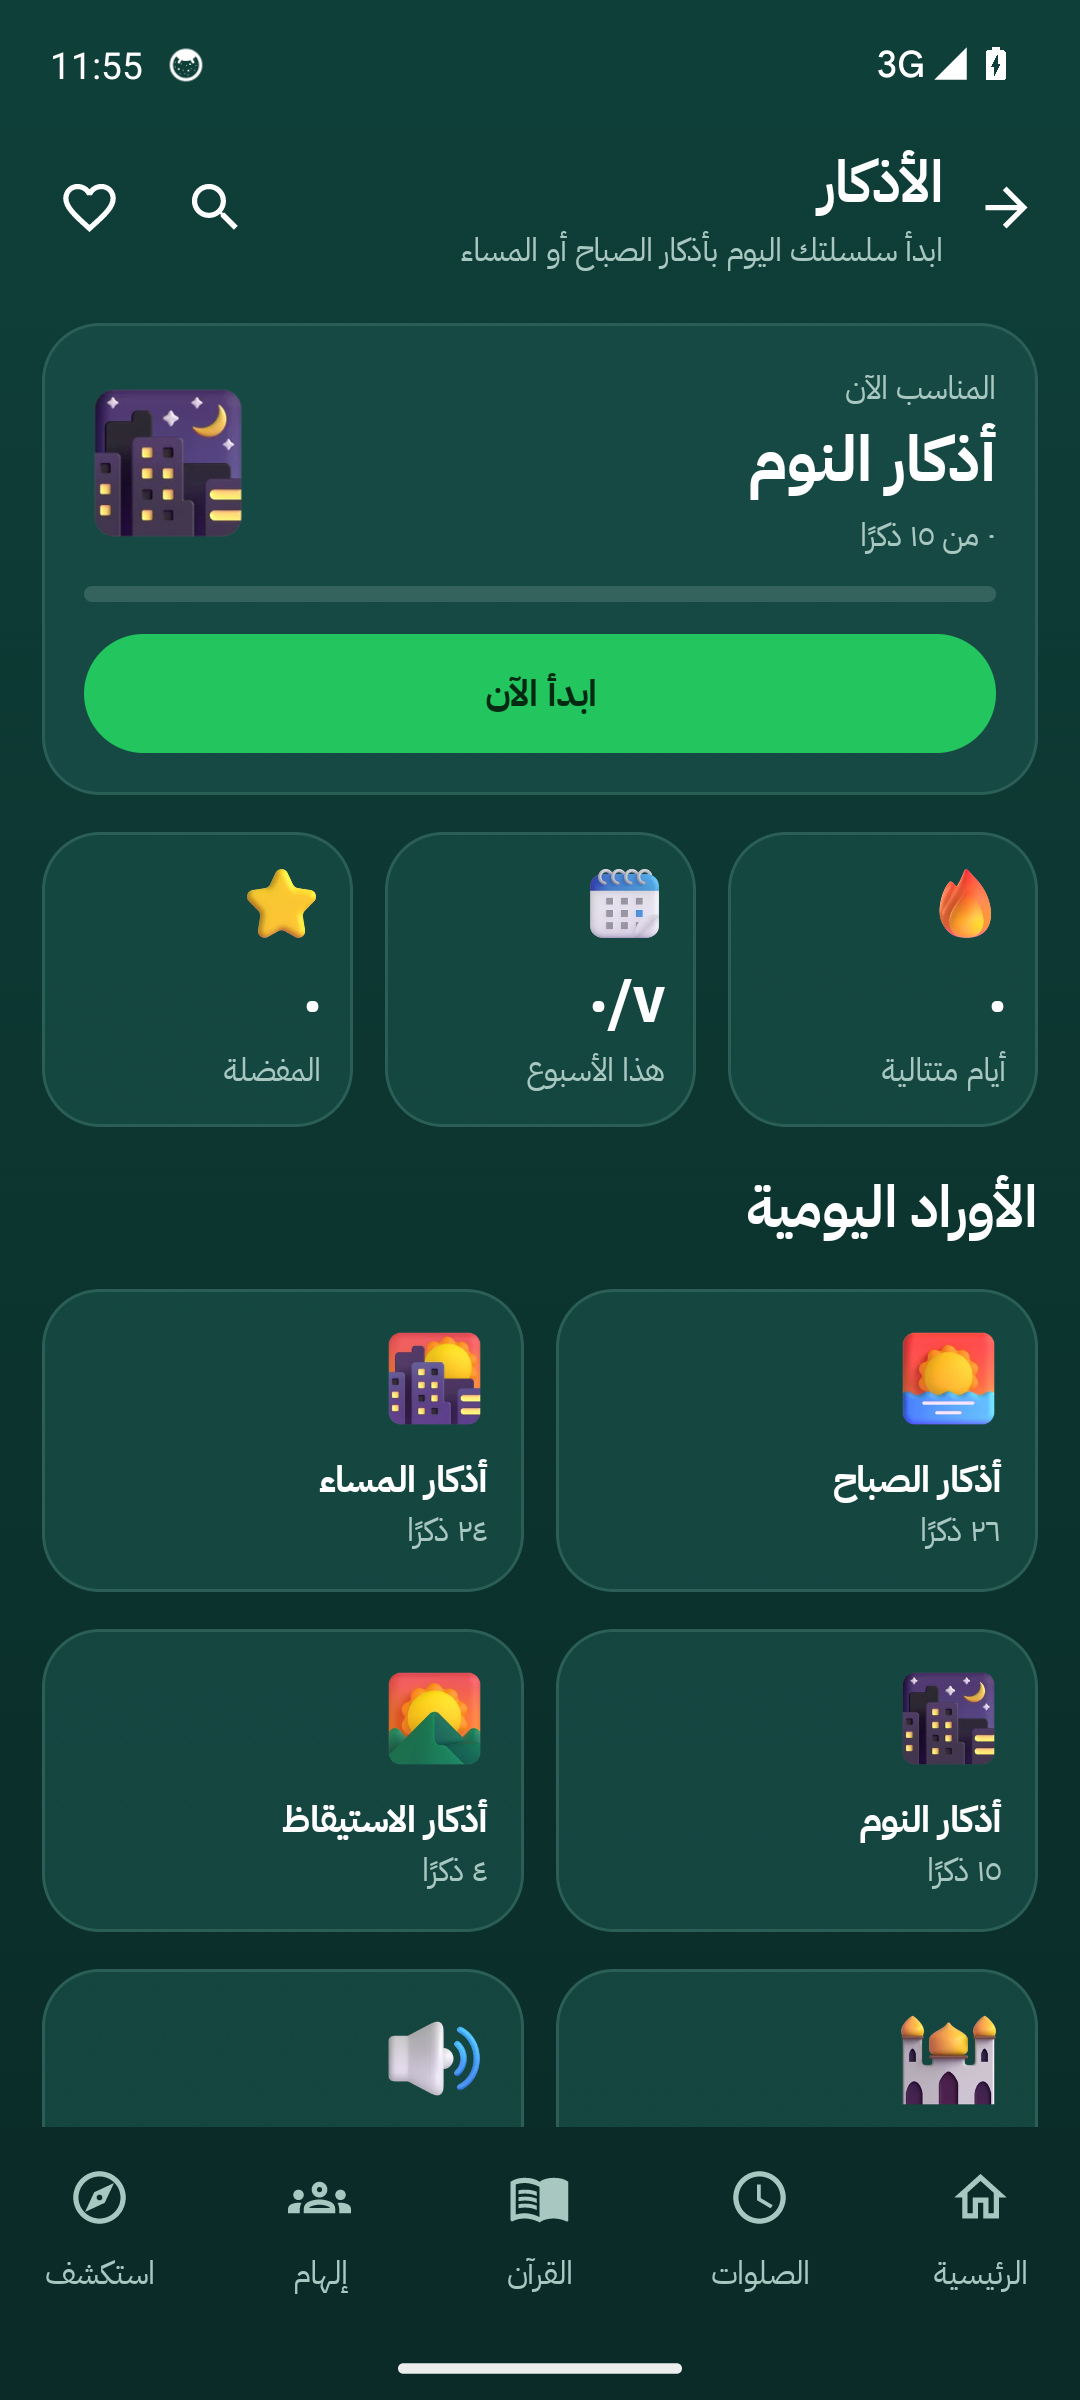 11:55
3G
الأذكار
ابدأ سلسلتك اليوم بأذكار الصباح أو المساء
المناسب الآن
أذكار النوم
٠ من ١٥ ذكرًا
ابدأ الآن
٠
أيام متتالية
٧/٠
هذا الأسبوع
٠
المفضلة
الأوراد اليومية
أذكار الصباح
٢٦ ذكرًا
أذكار المساء
٢٤ ذكرًا
أذكار النوم
١٥ ذكرًا
أذكار الاستيقاظ
٤ ذكرًا
الرئيسية
الصلوات
القرآن
إلهام
استكشف